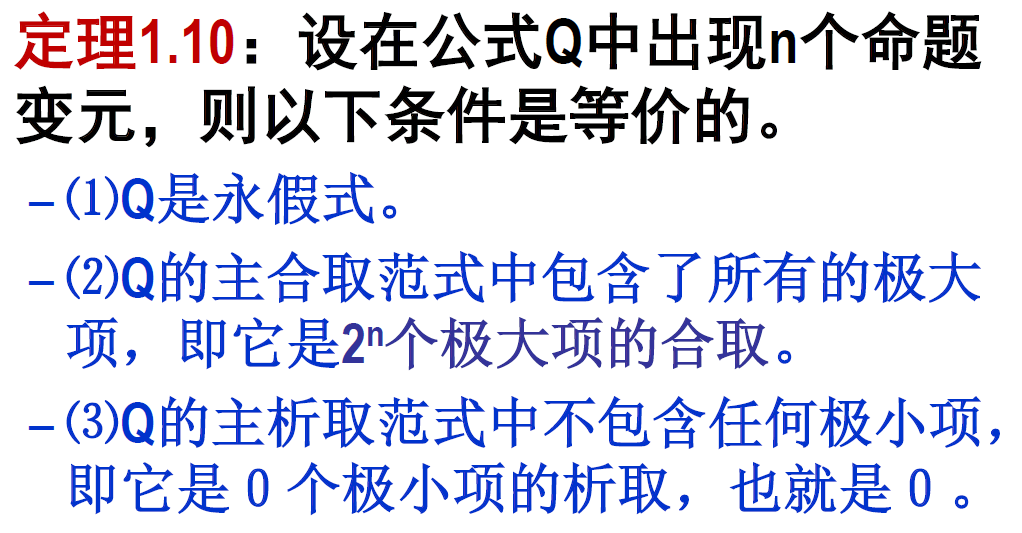 定理1.10：设在公式Q中出现n个命题
变元，则以下条件是等价的。
–⑴Q是永假式。
–⑵Q的主合取范式中包含了所有的极大
项，即它是2ⁿ个极大项的合取。
–⑶Q的主析取范式中不包含任何极小项，
即它是 0 个极小项的析取，也就是 0 。